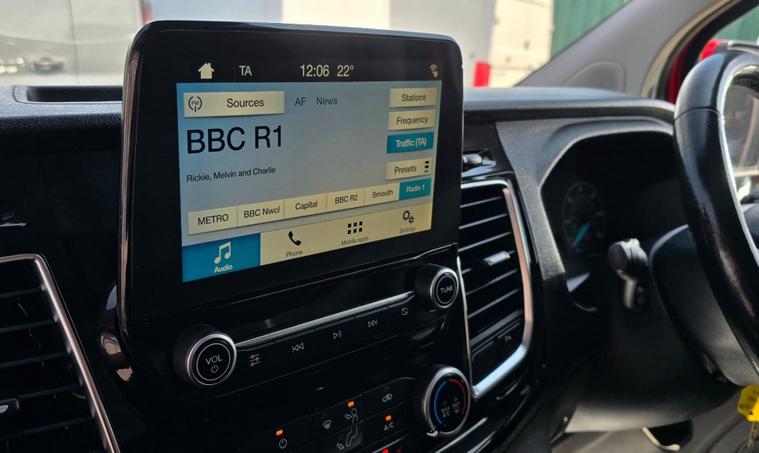 TA 12:06 22°
FM Sources AF News Stations
Frequency
BBC R1 Traffic (TA)
Presets
Rickie, Melvin and Charlie
METRO BBC Nwcl Capital BBC R2 Smooth Radio 1
Audio Phone Mobile apps Settings
TUNE
VOL
A/C